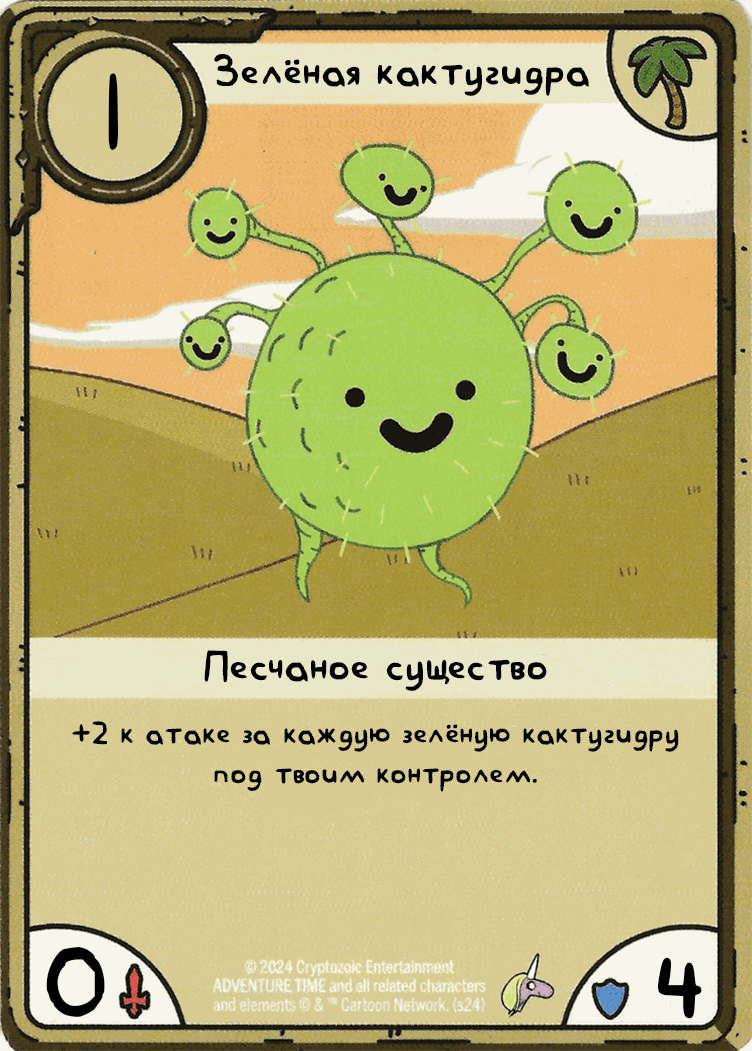 1
Зелёная кактугидра
Песчаное существо
+2 к атаке за каждую зелёную кактугидру
под твоим контролем.
0
4
© 2024 Cryptozoic Entertainment
ADVENTURE TIME and all related characters
and elements © & ™ Cartoon Network. (s24)